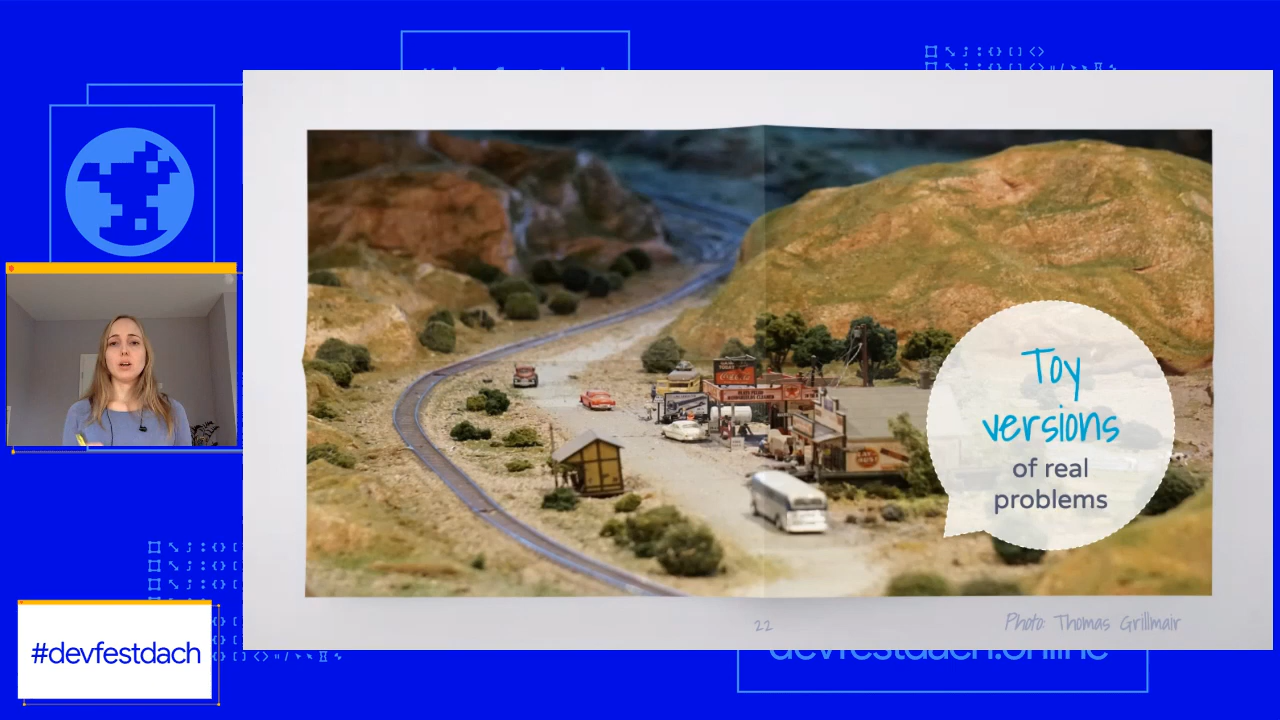 Toy
versions
of real
problems
22
Photo: Thomas Grillmair
#devfestdach
devfestdach.online